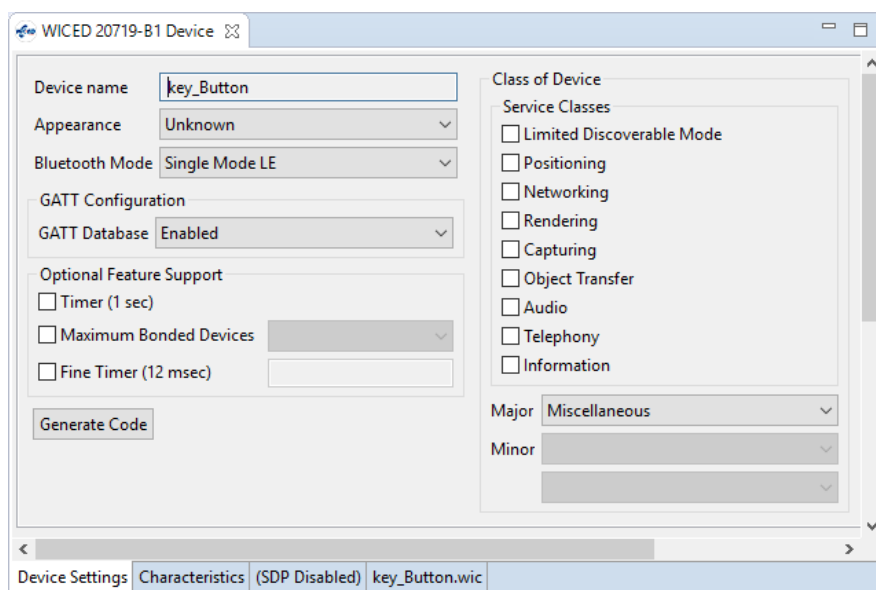 WICED 20719-B1 Device
Device name key_Button
Appearance Unknown
Bluetooth Mode Single Mode LE
GATT Configuration
GATT Database Enabled
Optional Feature Support
Timer (1 sec)
Maximum Bonded Devices
Fine Timer (12 msec)
Generate Code
Class of Device
Service Classes
Limited Discoverable Mode
Positioning
Networking
Rendering
Capturing
Object Transfer
Audio
Telephony
Information
Major Miscellaneous
Minor
Device Settings Characteristics (SDP Disabled) key_Button.wic